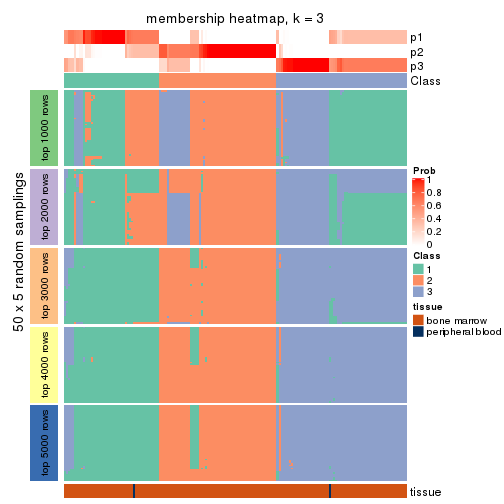 membership heatmap, k = 3
p1
p2
p3
Class
50 x 5 random samplings
top 1000 rows
top 2000 rows
top 3000 rows
top 4000 rows
top 5000 rows
Prob
1
0.8
0.6
0.4
0.2
0
Class
1
2
3
tissue
bone marrow
peripheral blood
tissue